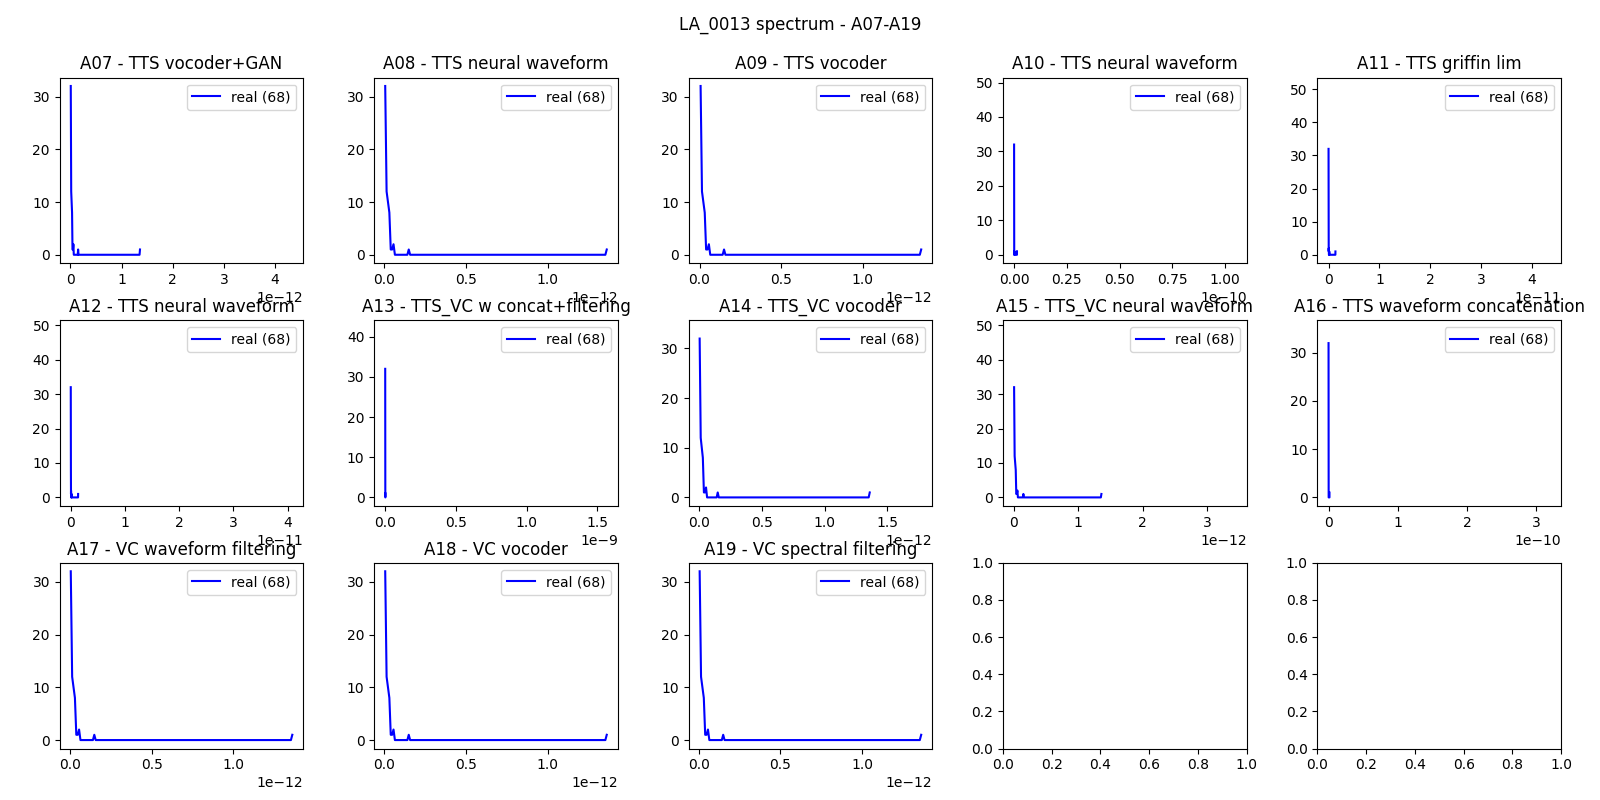 LA_0013 spectrum - A07-A19
A07 - TTS vocoder+GAN
A08 - TTS neural waveform
A09 - TTS vocoder
A10 - TTS neural waveform
A11 - TTS griffin lim
real (68)
real (68)
real (68)
real (68)
real (68)
30
20
10
0
0 1 2 3 4
1e−12
30
20
10
0
0.0 0.5 1.0
1e−12
30
20
10
0
0.0 0.5 1.0
1e−12
50
40
30
20
10
0
0.00 0.25 0.50 0.75 1.00
1e−10
50
40
30
20
10
0
0 1 2 3 4
1e−11
A12 - TTS neural waveform
A13 - TTS_VC w concat+filtering
A14 - TTS_VC vocoder
A15 - TTS_VC neural waveform
A16 - TTS waveform concatenation
real (68)
real (68)
real (68)
real (68)
real (68)
50
40
30
20
10
0
0 1 2 3 4
1e−11
40
30
20
10
0
0.0 0.5 1.0 1.5
1e−9
30
20
10
0
0.0 0.5 1.0 1.5
1e−12
50
40
30
20
10
0
0 1 2 3
1e−12
30
20
10
0
0 1 2 3
1e−10
A17 - VC waveform filtering
A18 - VC vocoder
A19 - VC spectral filtering
real (68)
real (68)
real (68)
30
20
10
0
0.0 0.5 1.0
1e−12
30
20
10
0
0.0 0.5 1.0
1e−12
30
20
10
0
0.0 0.5 1.0
1e−12
1.0
0.8
0.6
0.4
0.2
0.0
0.0 0.2 0.4 0.6 0.8 1.0
1.0
0.8
0.6
0.4
0.2
0.0
0.0 0.2 0.4 0.6 0.8 1.0